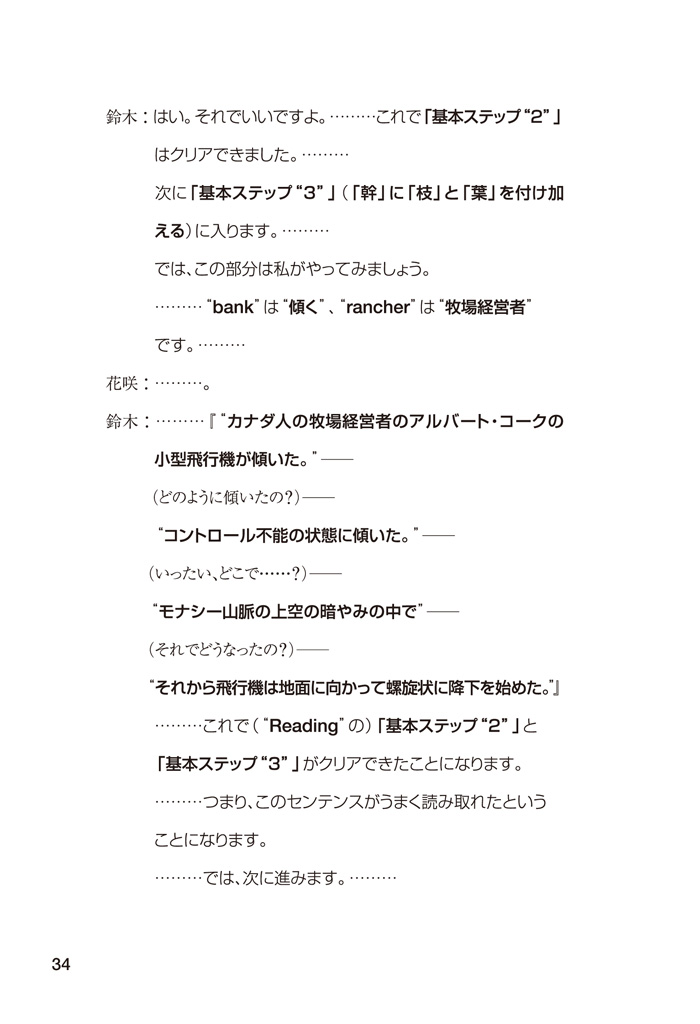 鈴木：はい。それでいいですよ。………これで「基本ステップ“2”」
はクリアできました。………
次に「基本ステップ“3”」（「幹」に「枝」と「葉」を付け加
える）に入ります。………
では、この部分は私がやってみましょう。
………“bank”は“傾く”、“rancher”は“牧場経営者”
です。………
花咲：………。
鈴木：………『“カナダ人の牧場経営者のアルバート・コークの
小型飛行機が傾いた。”――
（どのように傾いたの？）――
“コントロール不能の状態に傾いた。”――
（いったい、どこで……？）――
“モナシー山脈の上空の暗やみの中で”――
（それでどうなったの？）――
“それから飛行機は地面に向かって螺旋状に降下を始めた。”』
………これで（“Reading”の）「基本ステップ“2”」と
「基本ステップ“3”」がクリアできたことになります。
………つまり、このセンテンスがうまく読み取れたという
ことになります。
………では、次に進みます。………
34